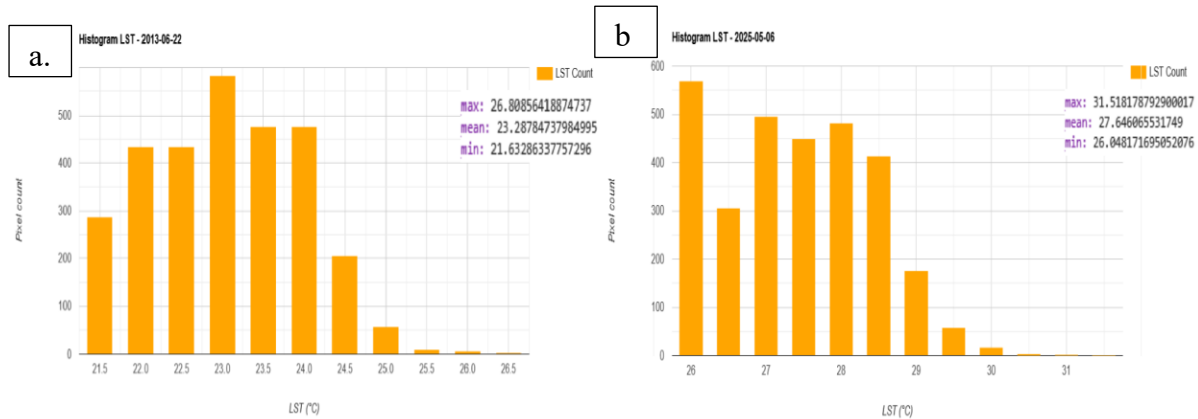 a.
Histogram LST - 2013-06-22
LST Count
max: 26.80856418874737
mean: 23.28784737984995
min: 21.63286337757296
500
400
300
200
100
0
Pixel count
21.5 22.0 22.5 23.0 23.5 24.0 24.5 25.0 25.5 26.0 26.5
LST (°C)
b
Histogram LST - 2025-05-06
LST Count
max: 31.518178792900017
mean: 27.646065531749
min: 26.048171695052076
600
500
400
300
200
100
0
Pixel count
26 27 28 29 30 31
LST (°C)